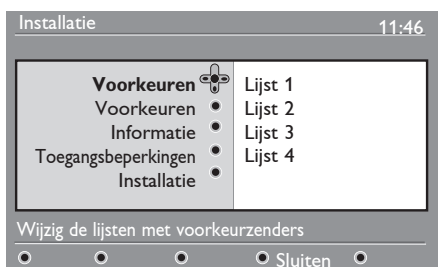 Installatie 11:46
Voorkeuren Lijst 1
Voorkeuren Lijst 2
Informatie Lijst 3
Toegangsbeperkingen Lijst 4
Installatie
Wijzig de lijsten met voorkeurzenders
Sluiten